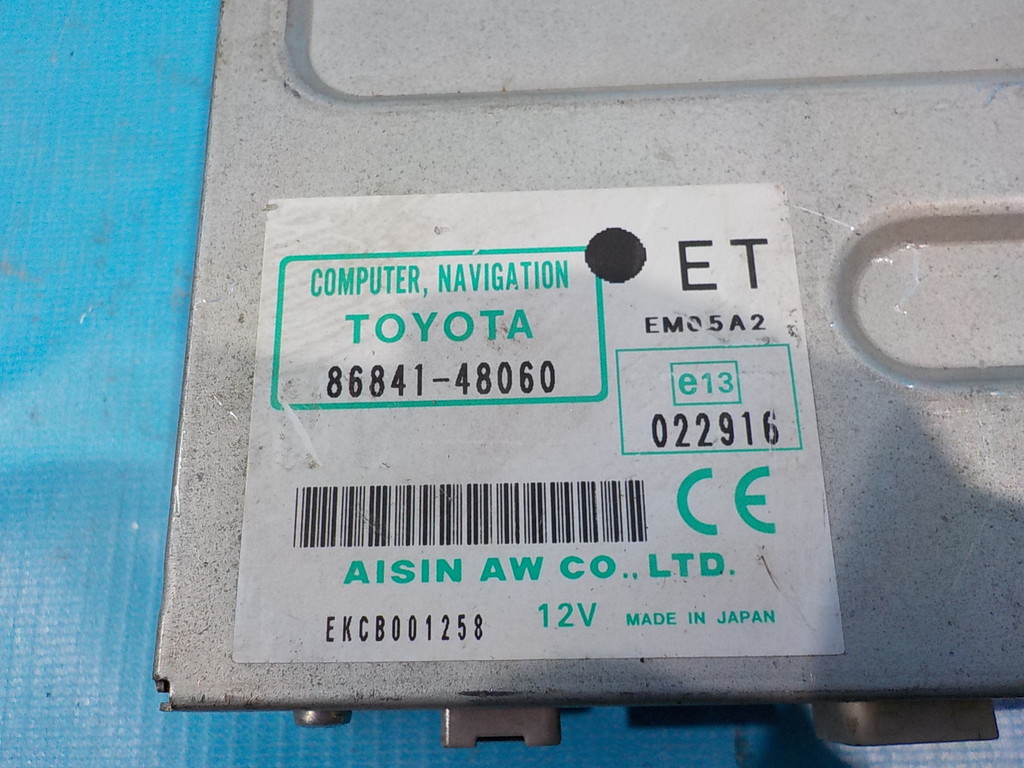 COMPUTER, NAVIGATION
TOYOTA
86841-48060
ET
EM05A2
e13
022916
CE
AISIN AW CO., LTD.
EKCB001258
12V
MADE IN JAPAN